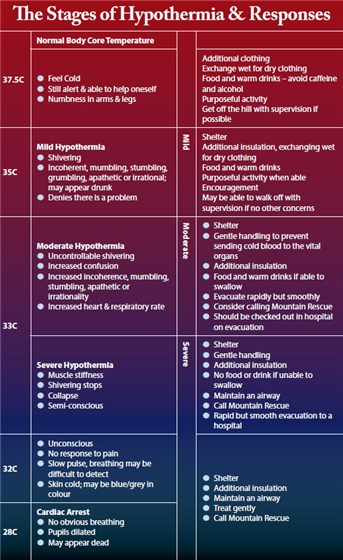 The Stages of Hypothermia & Responses
Normal Body Core Temperature
37.5C
Feel Cold
Still alert & able to help oneself
Numbness in arms & legs
Additional clothing
Exchange wet for dry clothing
Food and warm drinks – avoid caffeine
and alcohol
Purposeful activity
Get off the hill with supervision if
possible
35C
Mild Hypothermia
Shivering
Incoherent, mumbling, stumbling,
grumbling, apathetic or irrational;
may appear drunk
Denies there is a problem
Mild
Shelter
Additional insulation, exchanging wet
for dry clothing
Food and warm drinks
Purposeful activity when able
Encouragement
May be able to walk off with
supervision if no other concerns
33C
Moderate Hypothermia
Uncontrollable shivering
Increased confusion
Increased incoherence, mumbling,
stumbling, apathetic or
irrationality
Increased heart & respiratory rate
Moderate
Shelter
Gentle handling to prevent
sending cold blood to the vital
organs
Additional insulation
Food and warm drinks if able to
swallow
Evacuate rapidly but smoothly
Consider calling Mountain Rescue
Should be checked out in hospital
on evacuation
Severe Hypothermia
Muscle stiffness
Shivering stops
Collapse
Semi-conscious
Severe
Shelter
Gentle handling
Additional insulation
No food or drink if unable to
swallow
Maintain an airway
Call Mountain Rescue
Rapid but smooth evacuation to a
hospital
32C
Unconscious
No response to pain
Slow pulse, breathing may be
difficult to detect
Skin cold; may be blue/grey in
colour
28C
Cardiac Arrest
No obvious breathing
Pupils dilated
May appear dead
Shelter
Additional insulation
Maintain an airway
Treat gently
Call Mountain Rescue